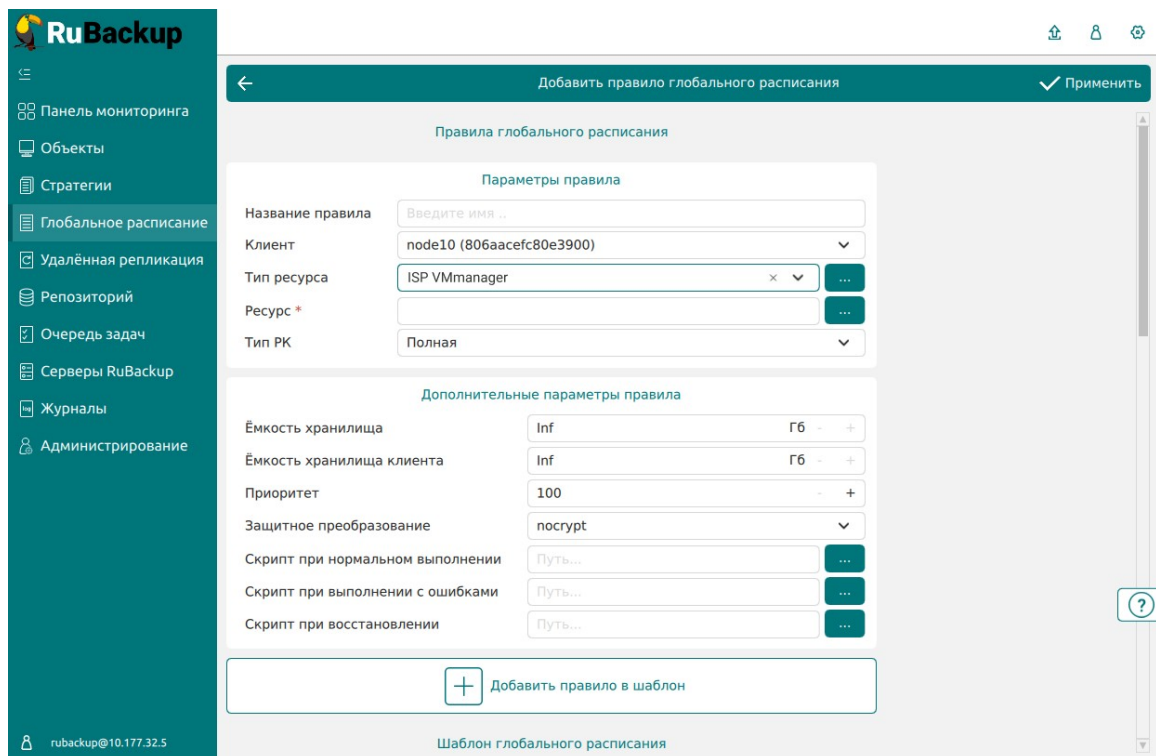 RuBackup
Добавить правило глобального расписания
Применить
Панель мониторинга
Объекты
Стратегии
Глобальное расписание
Удалённая репликация
Репозиторий
Очередь задач
Серверы RuBackup
Журналы
Администрирование
rubackup@10.177.32.5
Правила глобального расписания
Параметры правила
Название правила Введите имя ..
Клиент node10 (806aacefc80e3900)
Тип ресурса ISP VMmanager × ...
Ресурс * ...
Тип РК Полная
Дополнительные параметры правила
Ёмкость хранилища Inf Гб - +
Ёмкость хранилища клиента Inf Гб - +
Приоритет 100 - +
Защитное преобразование nocrypt
Скрипт при нормальном выполнении Путь... ...
Скрипт при выполнении с ошибками Путь... ...
Скрипт при восстановлении Путь... ...
?
Добавить правило в шаблон
Шаблон глобального расписания